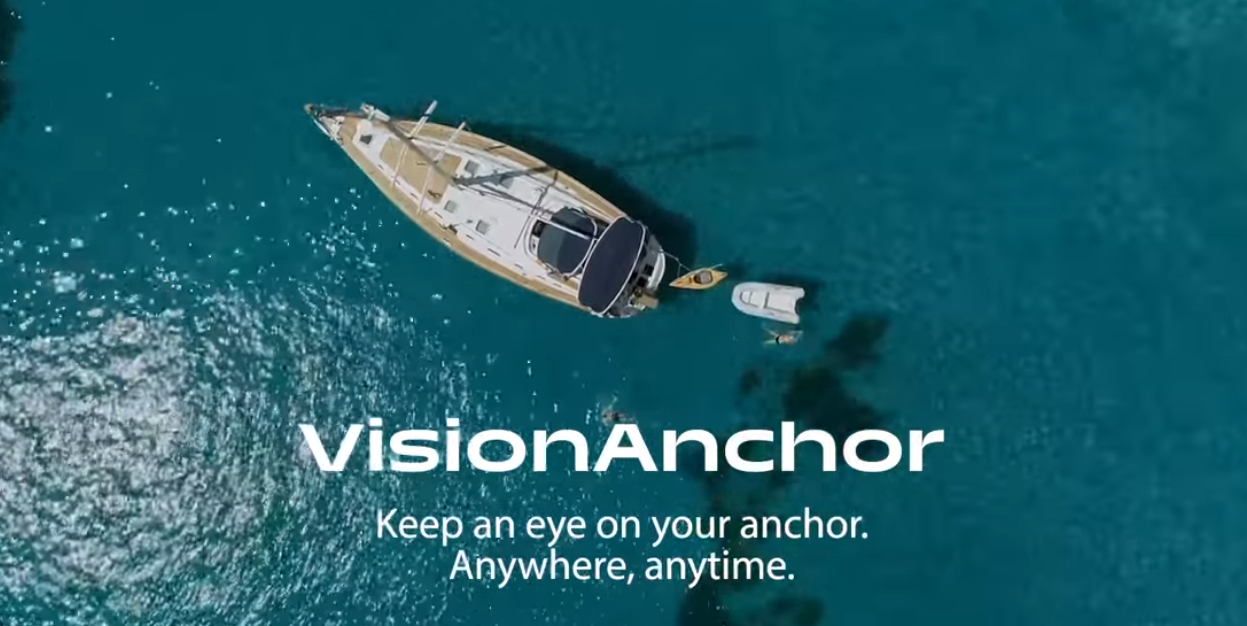 VisionAnchor
Keep an eye on your anchor.
Anywhere, anytime.